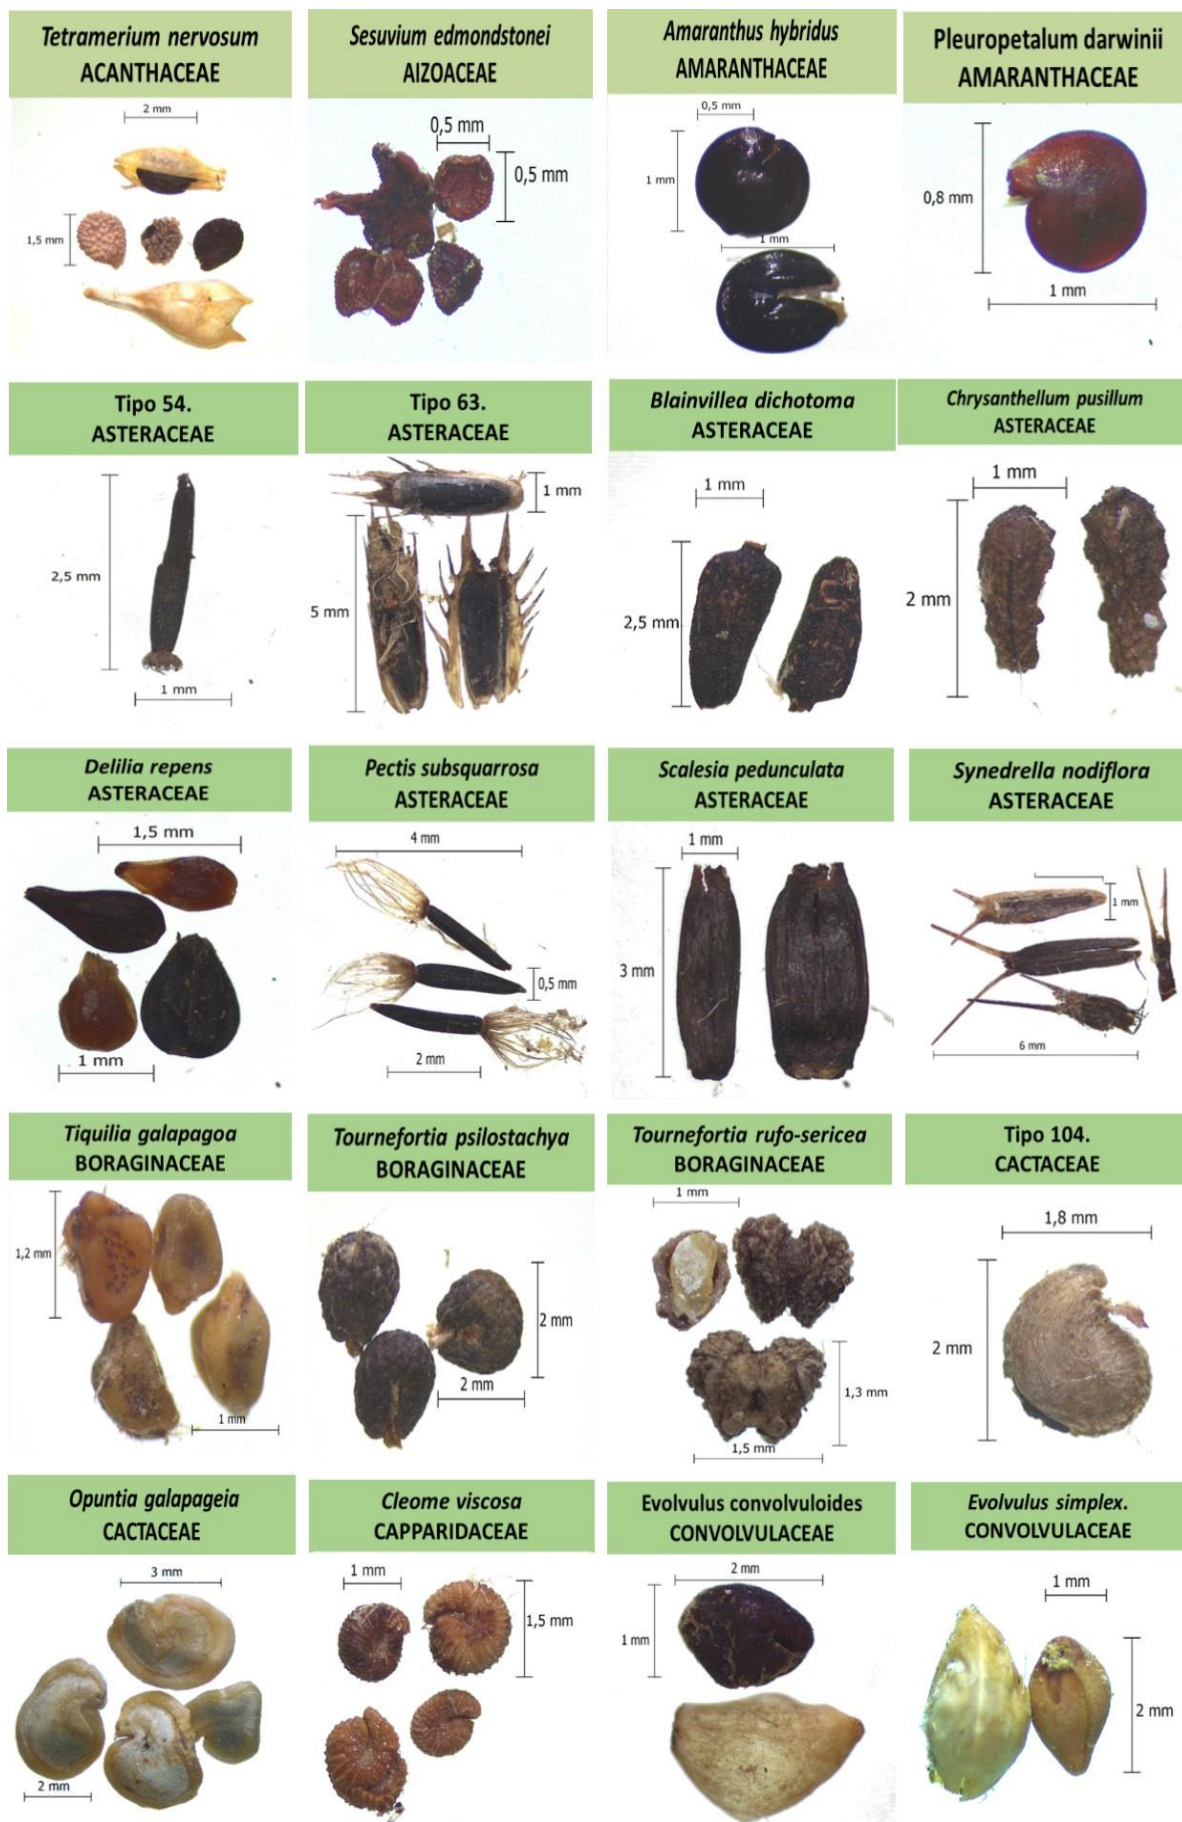 Tetramerium nervosum
ACANTHACEAE
2 mm
1,5 mm
Sesuvium edmondstonei
AIZOACEAE
0,5 mm
0,5 mm
Amaranthus hybridus
AMARANTHACEAE
0,5 mm
1 mm
1 mm
Pleuropetalum darwinii
AMARANTHACEAE
0,8 mm
1 mm
Tipo 54.
ASTERACEAE
2,5 mm
1 mm
Tipo 63.
ASTERACEAE
1 mm
5 mm
Blainvillea dichotoma
ASTERACEAE
1 mm
2,5 mm
Chrysanthellum pusillum
ASTERACEAE
1 mm
2 mm
Delilia repens
ASTERACEAE
1,5 mm
1 mm
Pectis subsquarrosa
ASTERACEAE
4 mm
0,5 mm
2 mm
Scalesia pedunculata
ASTERACEAE
1 mm
3 mm
Synedrella nodiflora
ASTERACEAE
1 mm
6 mm
Tiquilia galapagoa
BORAGINACEAE
1,2 mm
1 mm
Tournefortia psilostachya
BORAGINACEAE
2 mm
2 mm
Tournefortia rufo-sericea
BORAGINACEAE
1 mm
1,3 mm
1,5 mm
Tipo 104.
CACTACEAE
1,8 mm
2 mm
Opuntia galapageia
CACTACEAE
3 mm
2 mm
Cleome viscosa
CAPPARIDACEAE
1 mm
1,5 mm
Evolvulus convolvuloides
CONVOLVULACEAE
2 mm
1 mm
Evolvulus simplex.
CONVOLVULACEAE
1 mm
2 mm